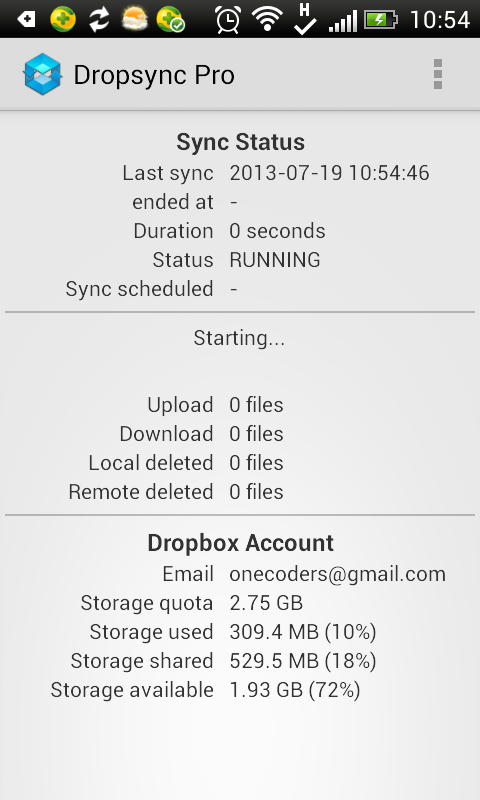 H
10:54
Dropsync Pro
Sync Status
Last sync 2013-07-19 10:54:46
ended at -
Duration 0 seconds
Status RUNNING
Sync scheduled -
Starting...
Upload 0 files
Download 0 files
Local deleted 0 files
Remote deleted 0 files
Dropbox Account
Email onecoders@gmail.com
Storage quota 2.75 GB
Storage used 309.4 MB (10%)
Storage shared 529.5 MB (18%)
Storage available 1.93 GB (72%)